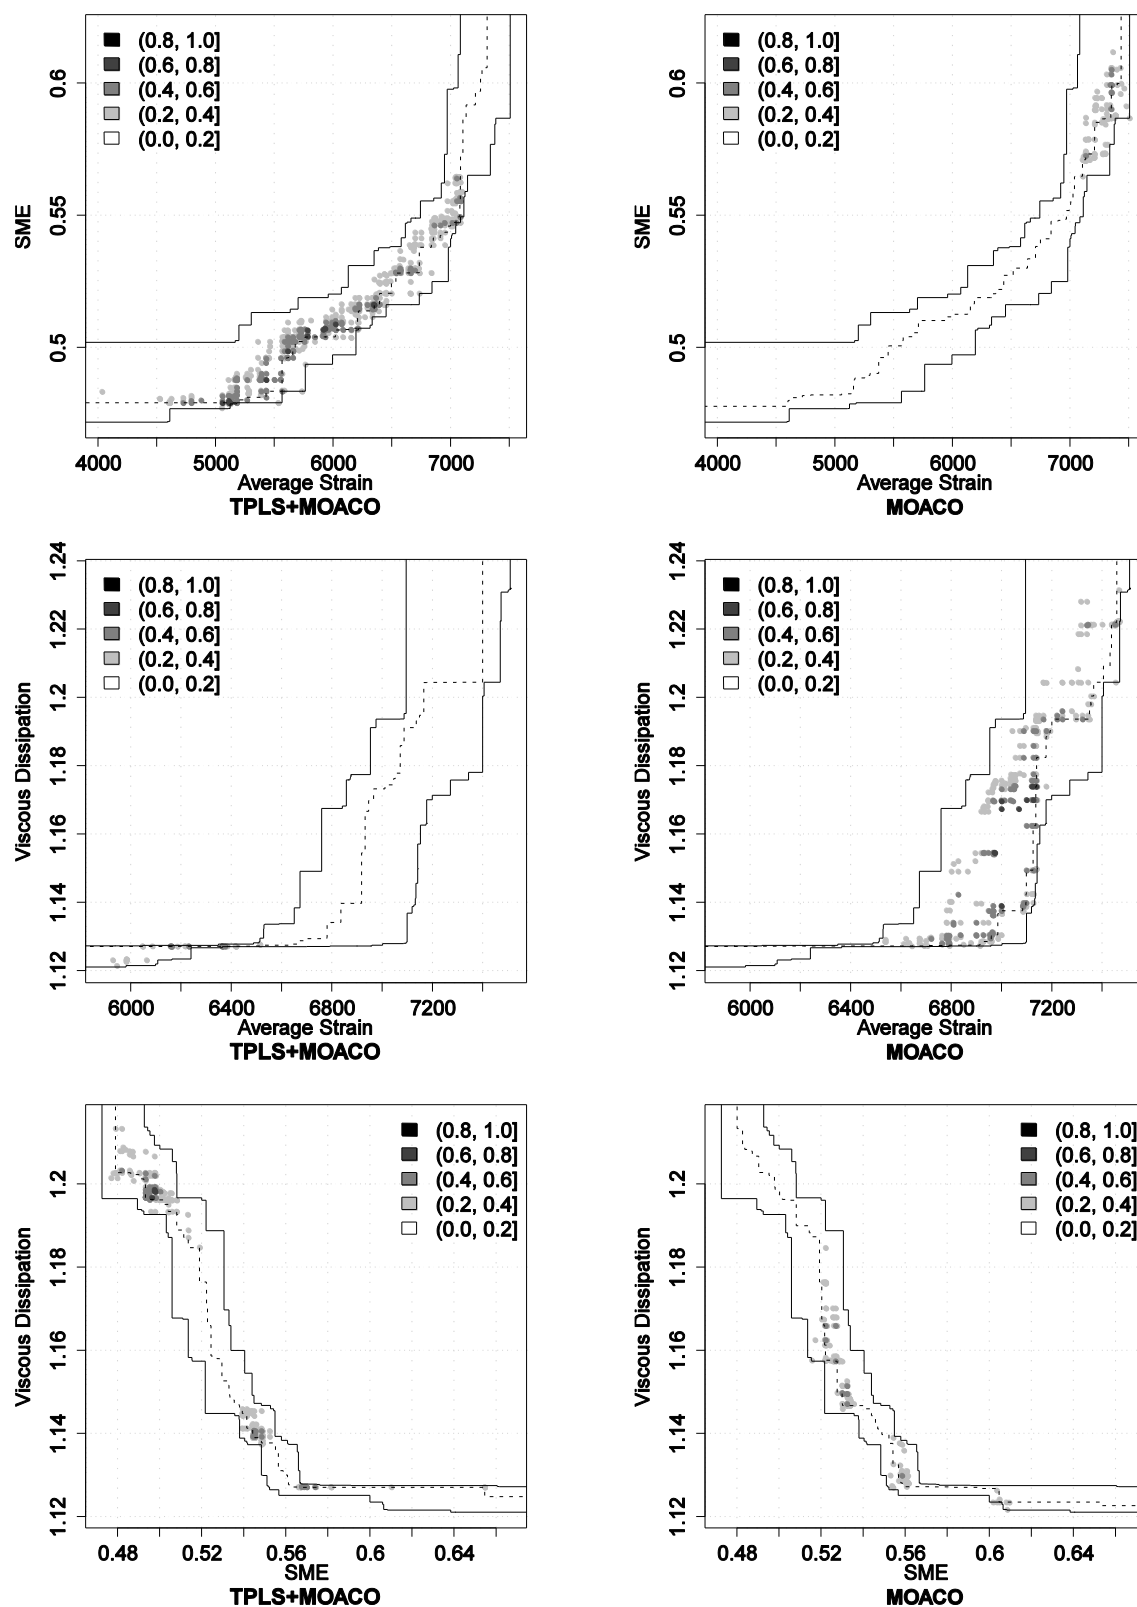 (0.8, 1.0]
(0.6, 0.8]
(0.4, 0.6]
(0.2, 0.4]
(0.0, 0.2]
SME
0.5 0.55 0.6
4000 5000 6000 7000
Average Strain
TPLS+MOACO
(0.8, 1.0]
(0.6, 0.8]
(0.4, 0.6]
(0.2, 0.4]
(0.0, 0.2]
SME
0.5 0.55 0.6
4000 5000 6000 7000
Average Strain
MOACO
(0.8, 1.0]
(0.6, 0.8]
(0.4, 0.6]
(0.2, 0.4]
(0.0, 0.2]
Viscous Dissipation
1.12 1.14 1.16 1.18 1.2 1.22 1.24
6000 6400 6800 7200
Average Strain
TPLS+MOACO
(0.8, 1.0]
(0.6, 0.8]
(0.4, 0.6]
(0.2, 0.4]
(0.0, 0.2]
Viscous Dissipation
1.12 1.14 1.16 1.18 1.2 1.22 1.24
6000 6400 6800 7200
Average Strain
MOACO
(0.8, 1.0]
(0.6, 0.8]
(0.4, 0.6]
(0.2, 0.4]
(0.0, 0.2]
Viscous Dissipation
1.12 1.14 1.16 1.18 1.2
0.48 0.52 0.56 0.6 0.64
SME
TPLS+MOACO
(0.8, 1.0]
(0.6, 0.8]
(0.4, 0.6]
(0.2, 0.4]
(0.0, 0.2]
Viscous Dissipation
1.12 1.14 1.16 1.18 1.2
0.48 0.52 0.56 0.6 0.64
SME
MOACO